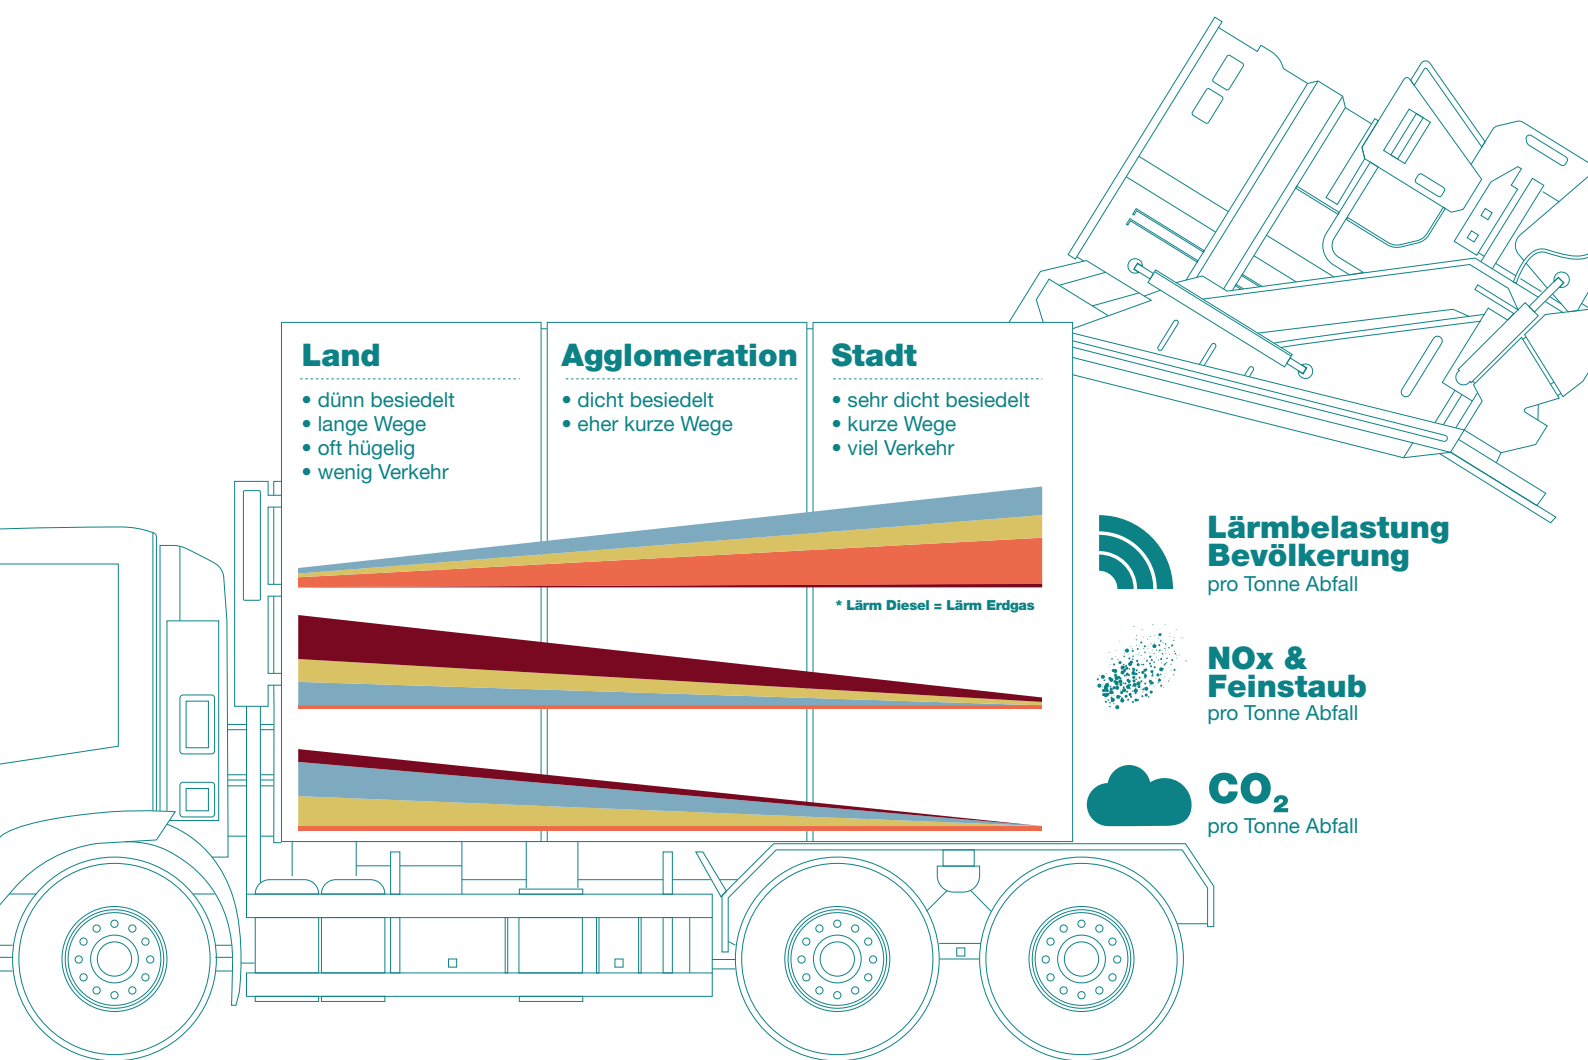 Land
• dünn besiedelt
• lange Wege
• oft hügelig
• wenig Verkehr
Agglomeration
• dicht besiedelt
• eher kurze Wege
Stadt
• sehr dicht besiedelt
• kurze Wege
• viel Verkehr
* Lärm Diesel = Lärm Erdgas
Lärmbelastung
Bevölkerung
pro Tonne Abfall
NOx &
Feinstaub
pro Tonne Abfall
CO₂
pro Tonne Abfall